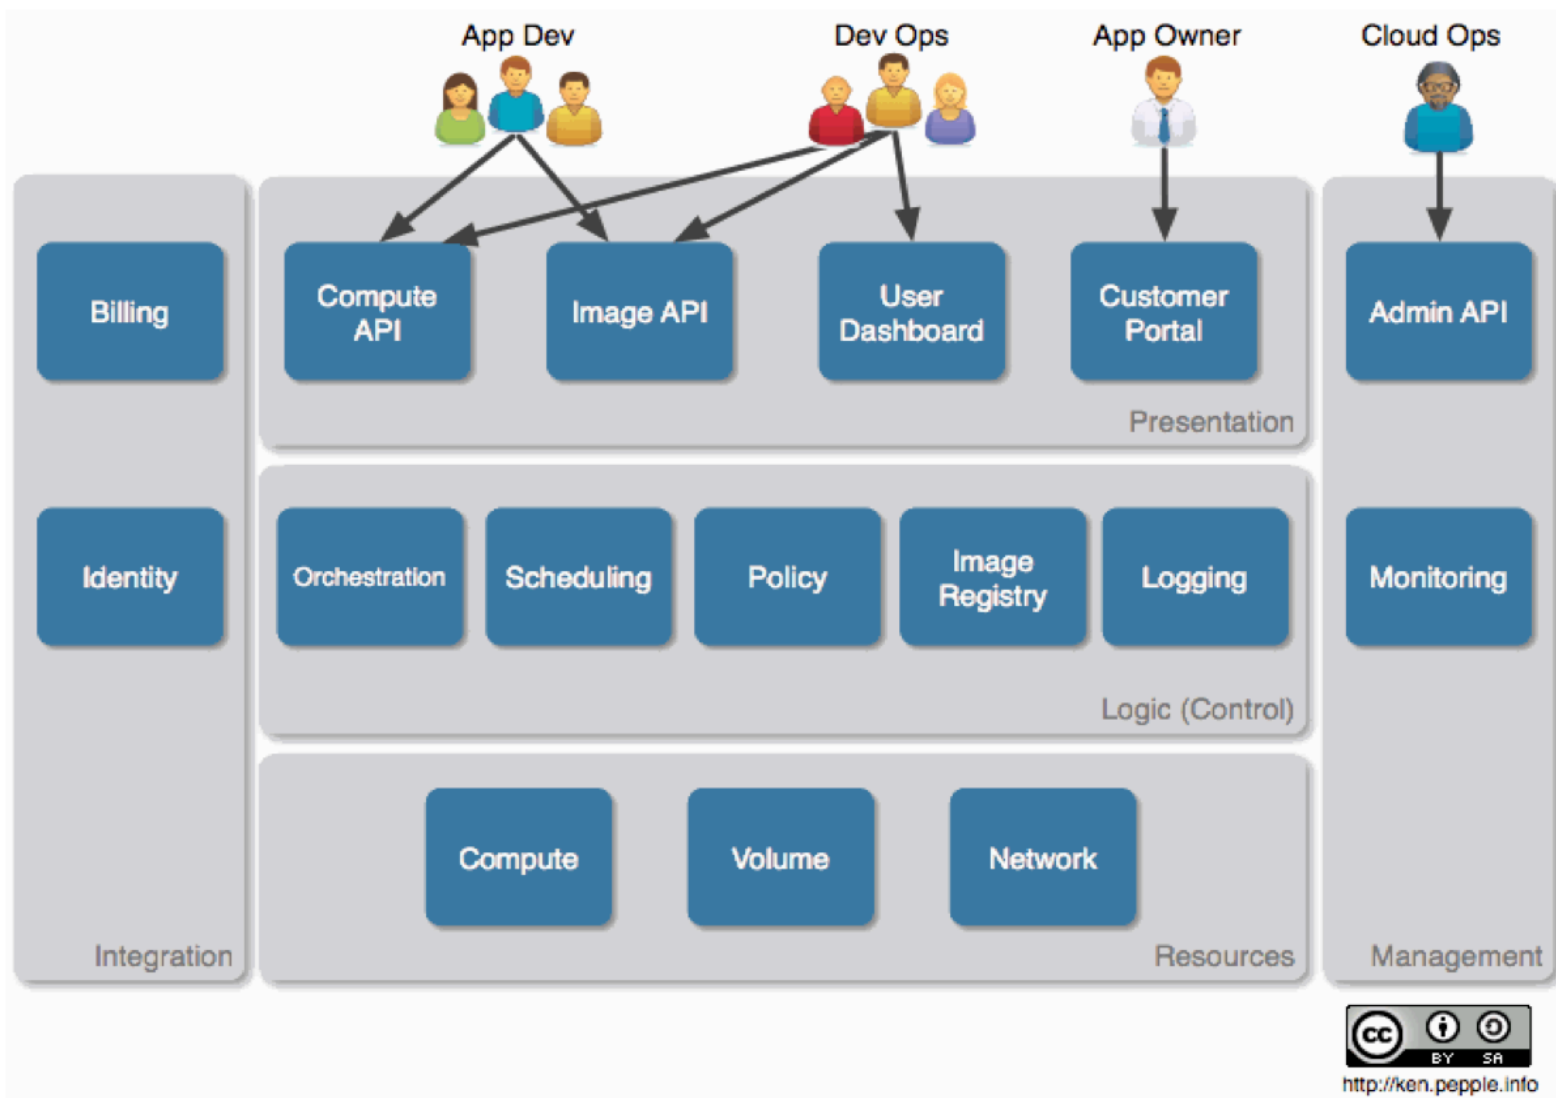 App Dev
Dev Ops
App Owner
Cloud Ops
Billing
Compute
API
Image API
User
Dashboard
Customer
Portal
Admin API
Presentation
Identity
Orchestration
Scheduling
Policy
Image
Registry
Logging
Monitoring
Logic (Control)
Compute
Volume
Network
Integration
Resources
Management
cc
BY SA
http://ken.pepple.info